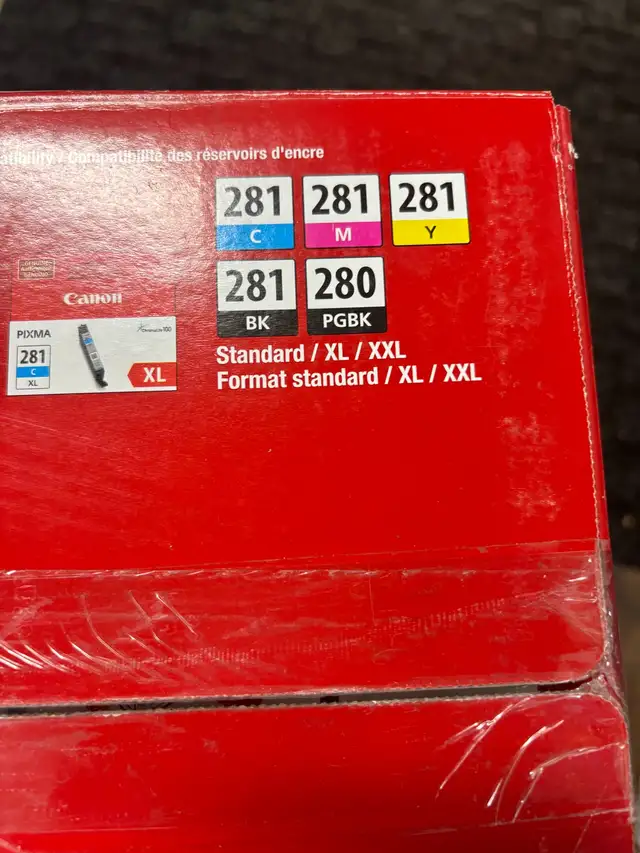 atibility / Compatibilité des réservoirs d'encre
281 281 281
C M Y
281 280
BK PGBK
Standard / XL / XXL
Format standard / XL / XXL
Canon
PIXMA
281
C
XL
XL